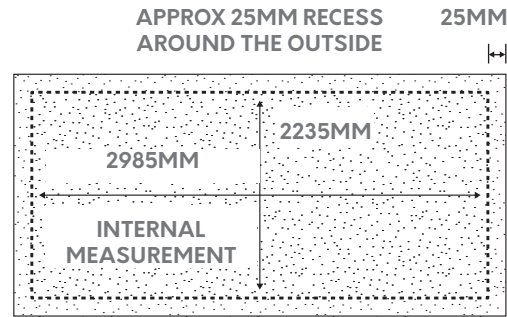 APPROX 25MM RECESS
AROUND THE OUTSIDE
25MM
2235MM
2985MM
INTERNAL
MEASUREMENT